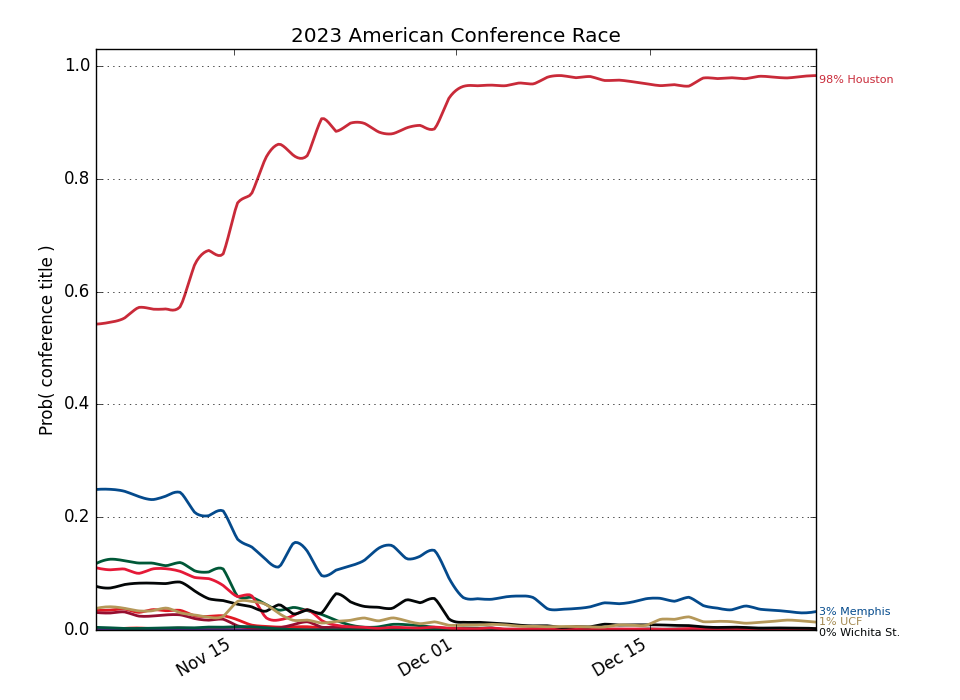 2023 American Conference Race
Prob( conference title )
1.0
0.8
0.6
0.4
0.2
0.0
98% Houston
3% Memphis
1% UCF
0% Wichita St.
Nov 15
Dec 01
Dec 15